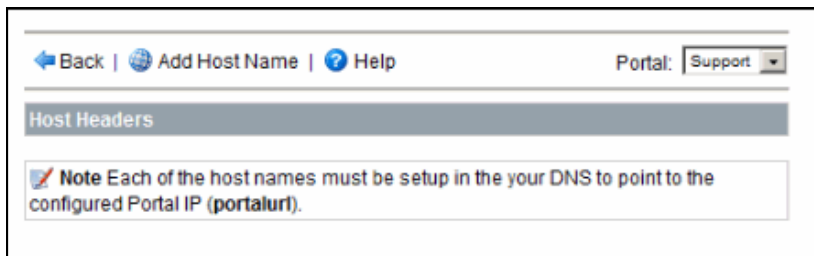 Back | Add Host Name | Help Portal: Support
Host Headers
Note Each of the host names must be setup in the your DNS to point to the
configured Portal IP (portalurl).